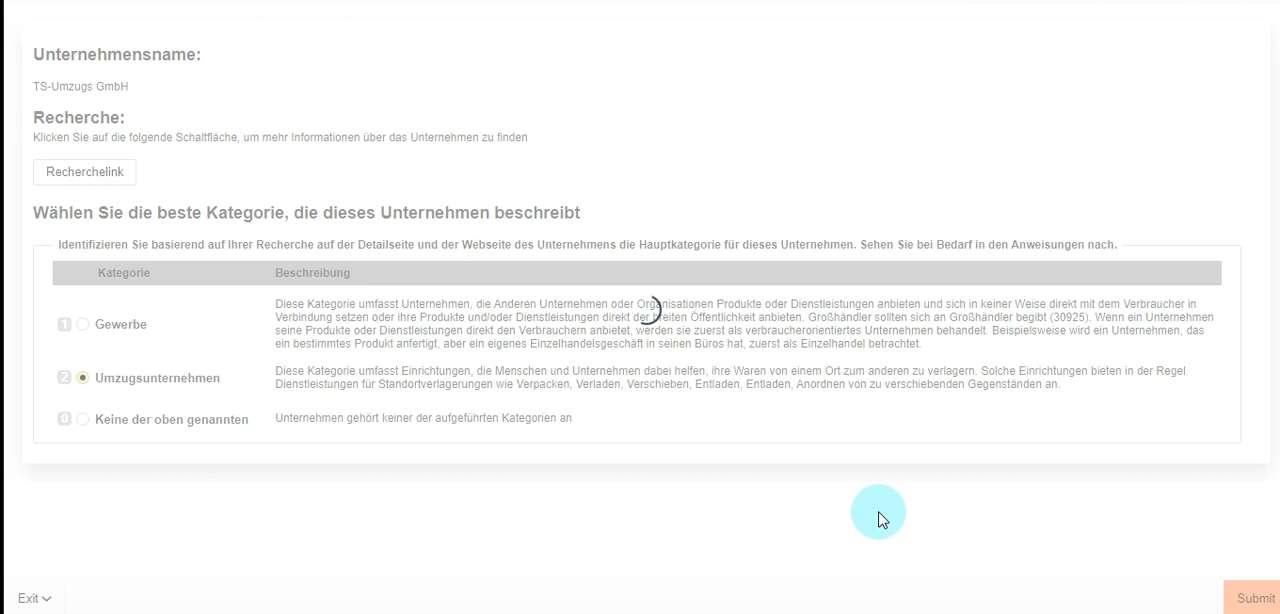 Unternehmensname:
TS-Umzugs GmbH
Recherche:
Klicken Sie auf die folgende Schaltfläche, um mehr Informationen über das Unternehmen zu finden
Recherchelink
Wählen Sie die beste Kategorie, die dieses Unternehmen beschreibt
Identifizieren Sie basierend auf Ihrer Recherche auf der Detailseite und der Webseite des Unternehmens die Hauptkategorie für dieses Unternehmen. Sehen Sie bei Bedarf in den Anweisungen nach.
Kategorie Beschreibung
1 Gewerbe
Diese Kategorie umfasst Unternehmen, die Anderen Unternehmen oder Organisationen Produkte oder Dienstleistungen anbieten und sich in keiner Weise direkt mit dem Verbraucher in
Verbindung setzen oder ihre Produkte und/oder Dienstleistungen direkt der breiten Öffentlichkeit anbieten. Großhändler sollten sich an Großhändler begibt (30925). Wenn ein Unternehmen
seine Produkte oder Dienstleistungen direkt den Verbrauchern anbietet, werden sie zuerst als verbraucherorientiertes Unternehmen behandelt. Beispielsweise wird ein Unternehmen, das
ein bestimmtes Produkt anfertigt, aber ein eigenes Einzelhandelsgeschäft in seinen Büros hat, zuerst als Einzelhandel betrachtet.
2 Umzugsunternehmen
Diese Kategorie umfasst Einrichtungen, die Menschen und Unternehmen dabei helfen, ihre Waren von einem Ort zum anderen zu verlagern. Solche Einrichtungen bieten in der Regel
Dienstleistungen für Standortverlagerungen wie Verpacken, Verladen, Verschieben, Entladen, Entladen, Anordnen von zu verschiebenden Gegenständen an.
0 Keine der oben genannten
Unternehmen gehört keiner der aufgeführten Kategorien an
Exit
Submit